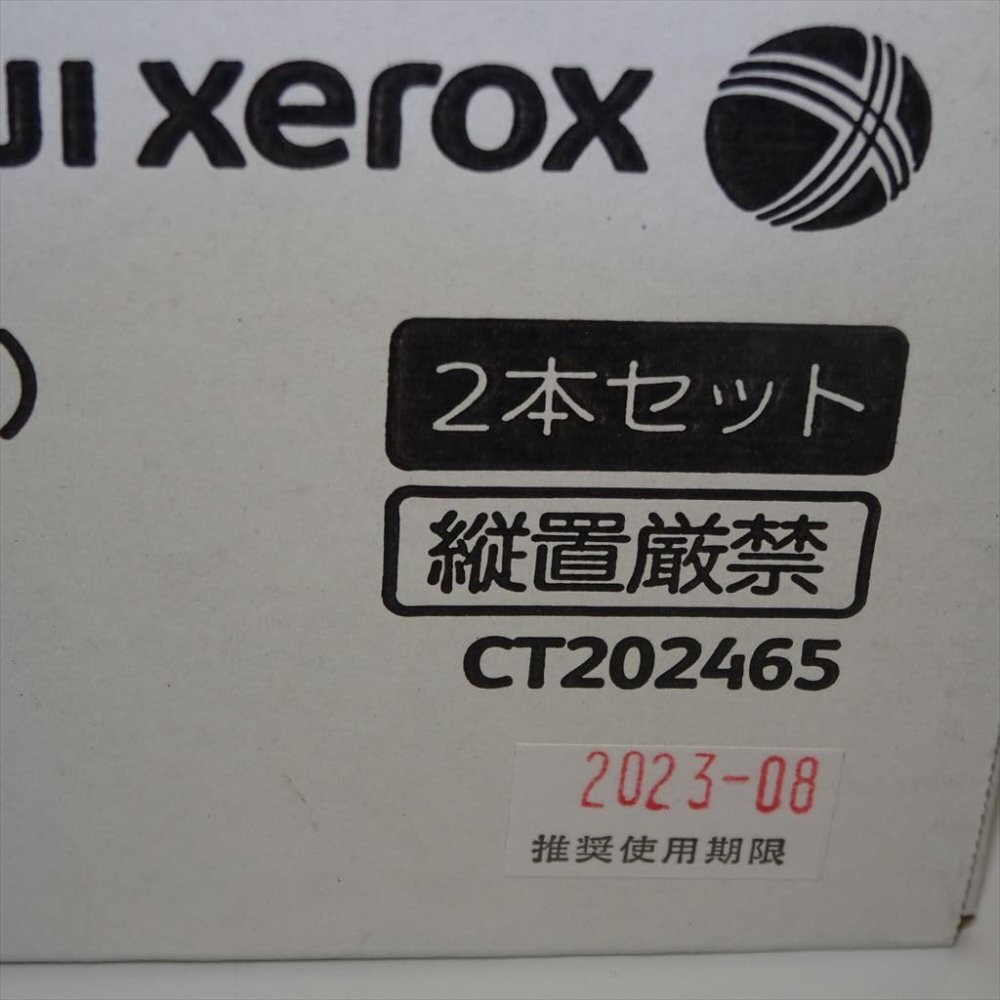 UJI xerox
)
2本セット
縦置厳禁
CT202465
2023-08
推奨使用期限